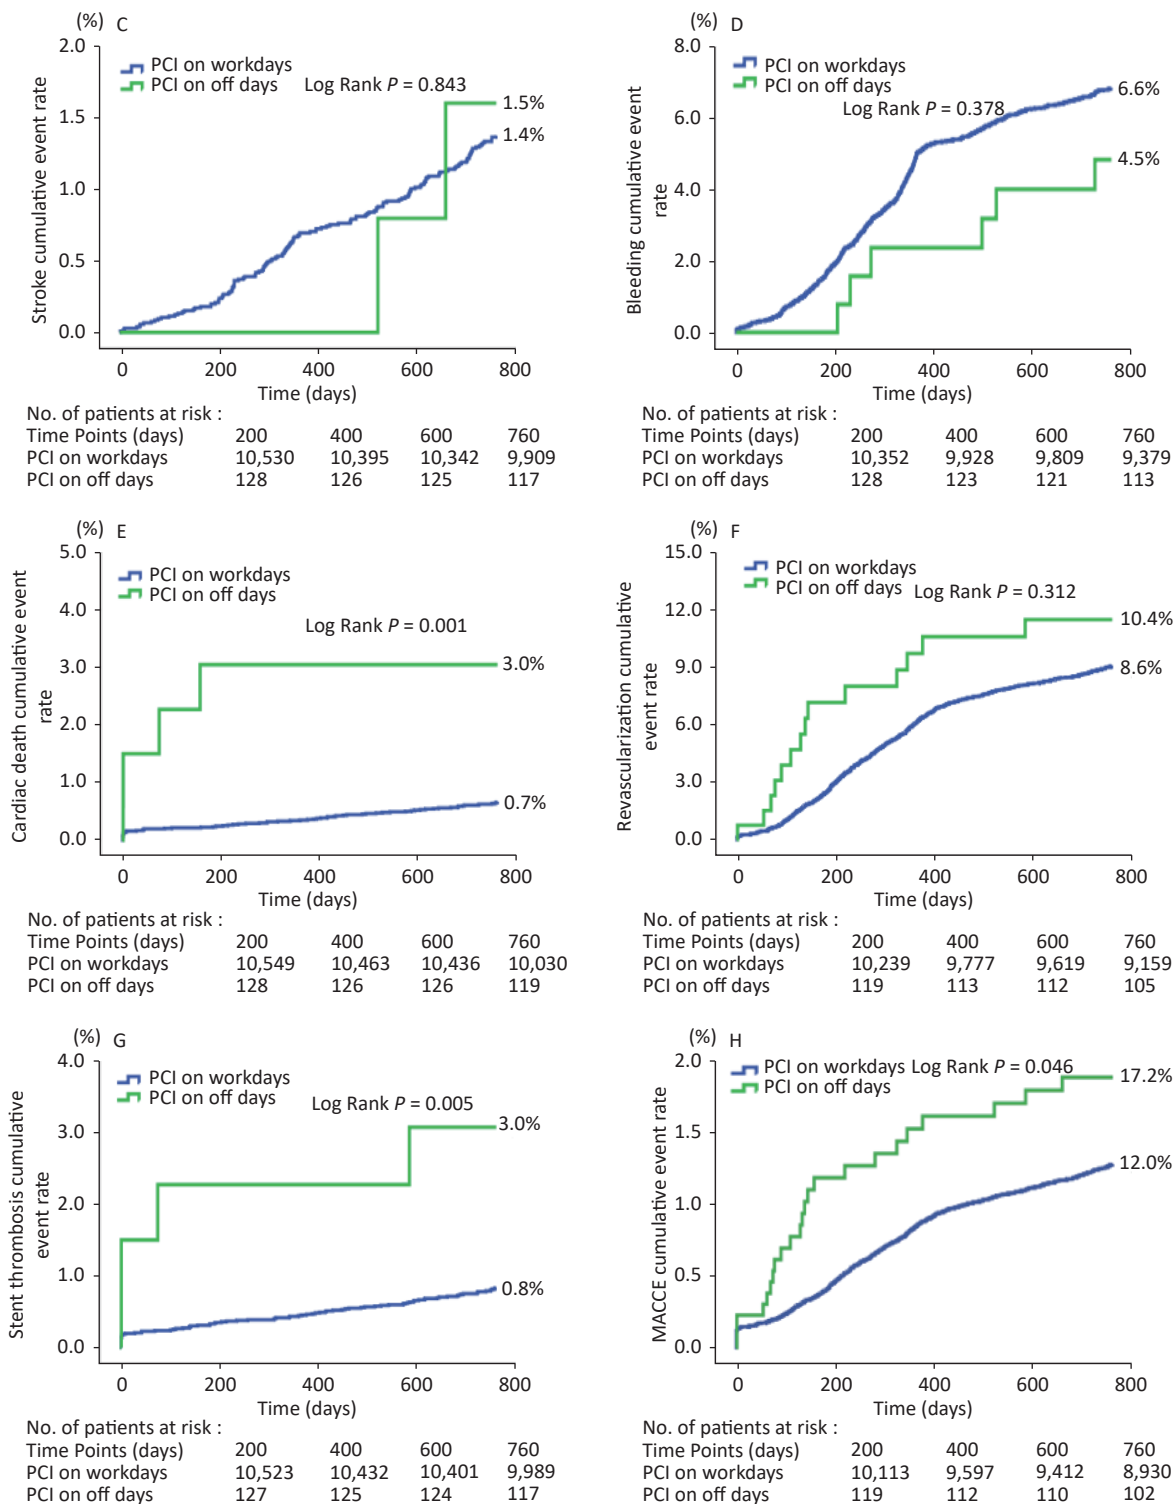 (%) C
2.0
1.5
1.0
0.5
0.0
Stroke cumulative event rate
PCI on workdays
PCI on off days
Log Rank P = 0.843
1.5%
1.4%
0 200 400 600 800
Time (days)
No. of patients at risk :
Time Points (days) 200 400 600 760
PCI on workdays 10,530 10,395 10,342 9,909
PCI on off days 128 126 125 117
(%) D
8.0
6.0
4.0
2.0
0.0
Bleeding cumulative event
rate
PCI on workdays
PCI on off days
Log Rank P = 0.378
6.6%
4.5%
0 200 400 600 800
Time (days)
No. of patients at risk :
Time Points (days) 200 400 600 760
PCI on workdays 10,352 9,928 9,809 9,379
PCI on off days 128 123 121 113
(%) E
5.0
4.0
3.0
2.0
1.0
0.0
Cardiac death cumulative event
rate
PCI on workdays
PCI on off days
Log Rank P = 0.001
3.0%
0.7%
0 200 400 600 800
Time (days)
No. of patients at risk :
Time Points (days) 200 400 600 760
PCI on workdays 10,549 10,463 10,436 10,030
PCI on off days 128 126 126 119
(%) F
15.0
12.0
9.0
6.0
3.0
0.0
Revascularization cumulative
event rate
PCI on workdays
PCI on off days
Log Rank P = 0.312
10.4%
8.6%
0 200 400 600 800
Time (days)
No. of patients at risk :
Time Points (days) 200 400 600 760
PCI on workdays 10,239 9,777 9,619 9,159
PCI on off days 119 113 112 105
(%) G
4.0
3.0
2.0
1.0
0.0
Stent thrombosis cumulative
event rate
PCI on workdays
PCI on off days
Log Rank P = 0.005
3.0%
0.8%
0 200 400 600 800
Time (days)
No. of patients at risk :
Time Points (days) 200 400 600 760
PCI on workdays 10,523 10,432 10,401 9,989
PCI on off days 127 125 124 117
(%) H
2.0
1.5
1.0
0.5
0.0
MACCE cumulative event rate
PCI on workdays Log Rank P = 0.046
PCI on off days
17.2%
12.0%
0 200 400 600 800
Time (days)
No. of patients at risk :
Time Points (days) 200 400 600 760
PCI on workdays 10,113 9,597 9,412 8,930
PCI on off days 119 112 110 102